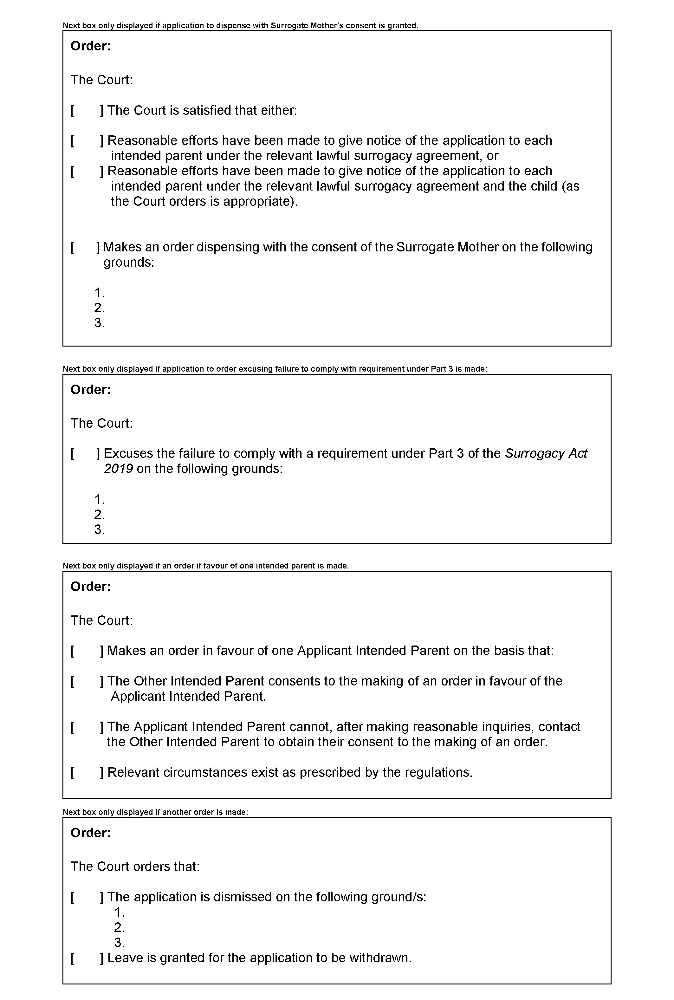 Next box only displayed if application to dispense with Surrogate Mother’s consent is granted.
Order:
The Court:
[ ] The Court is satisfied that either:
[ ] Reasonable efforts have been made to give notice of the application to each
intended parent under the relevant lawful surrogacy agreement, or
[ ] Reasonable efforts have been made to give notice of the application to each
intended parent under the relevant lawful surrogacy agreement and the child (as
the Court orders is appropriate).
[ ] Makes an order dispensing with the consent of the Surrogate Mother on the following
grounds:
1.
2.
3.
Next box only displayed if application to order excusing failure to comply with requirement under Part 3 is made:
Order:
The Court:
[ ] Excuses the failure to comply with a requirement under Part 3 of the Surrogacy Act
2019 on the following grounds:
1.
2.
3.
Next box only displayed if an order if favour of one intended parent is made.
Order:
The Court:
[ ] Makes an order in favour of one Applicant Intended Parent on the basis that:
[ ] The Other Intended Parent consents to the making of an order in favour of the
Applicant Intended Parent.
[ ] The Applicant Intended Parent cannot, after making reasonable inquiries, contact
the Other Intended Parent to obtain their consent to the making of an order.
[ ] Relevant circumstances exist as prescribed by the regulations.
Next box only displayed if another order is made:
Order:
The Court orders that:
[ ] The application is dismissed on the following ground/s:
1.
2.
3.
[ ] Leave is granted for the application to be withdrawn.